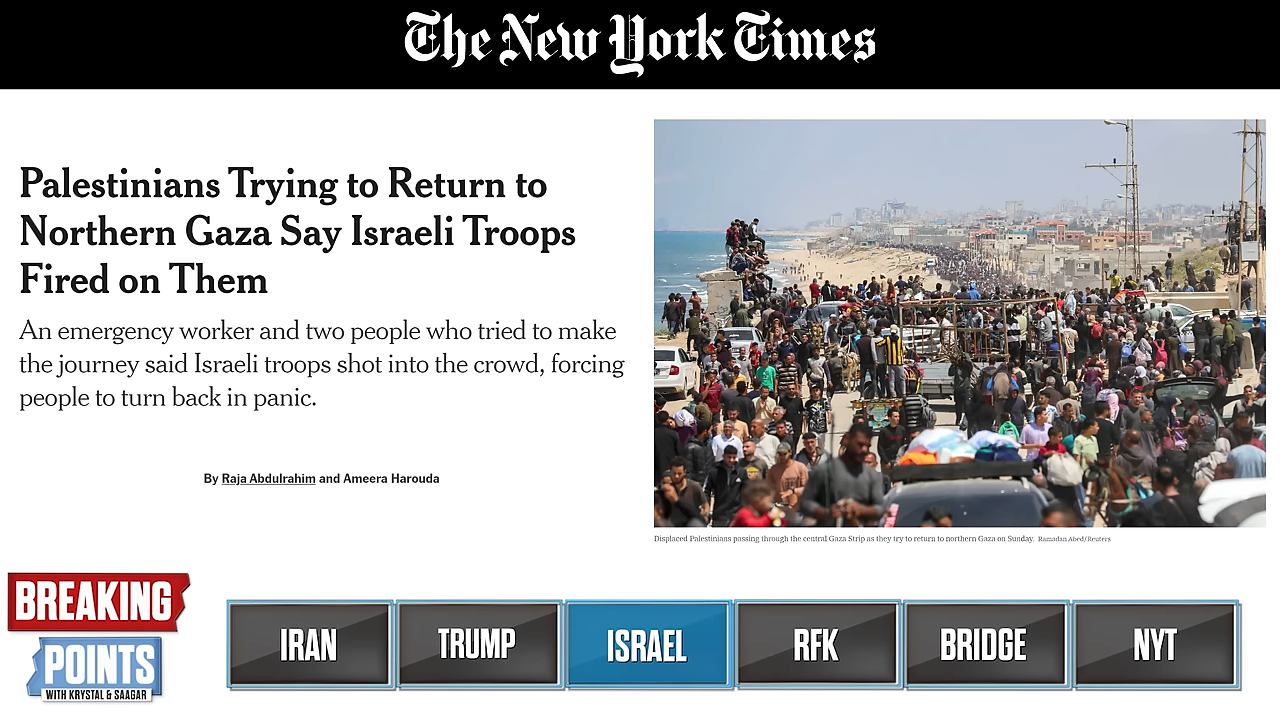 The New York Times
Palestinians Trying to Return to
Northern Gaza Say Israeli Troops
Fired on Them
An emergency worker and two people who tried to make
the journey said Israeli troops shot into the crowd, forcing
people to turn back in panic.
By Raja Abdulrahim and Ameera Harouda
Displaced Palestinians passing through the central Gaza Strip as they try to return to northern Gaza on Sunday. Ramadan Abed/Reuters
BREAKING
POINTS
WITH KRYSTAL & SAAGAR
IRAN
TRUMP
ISRAEL
RFK
BRIDGE
NYT